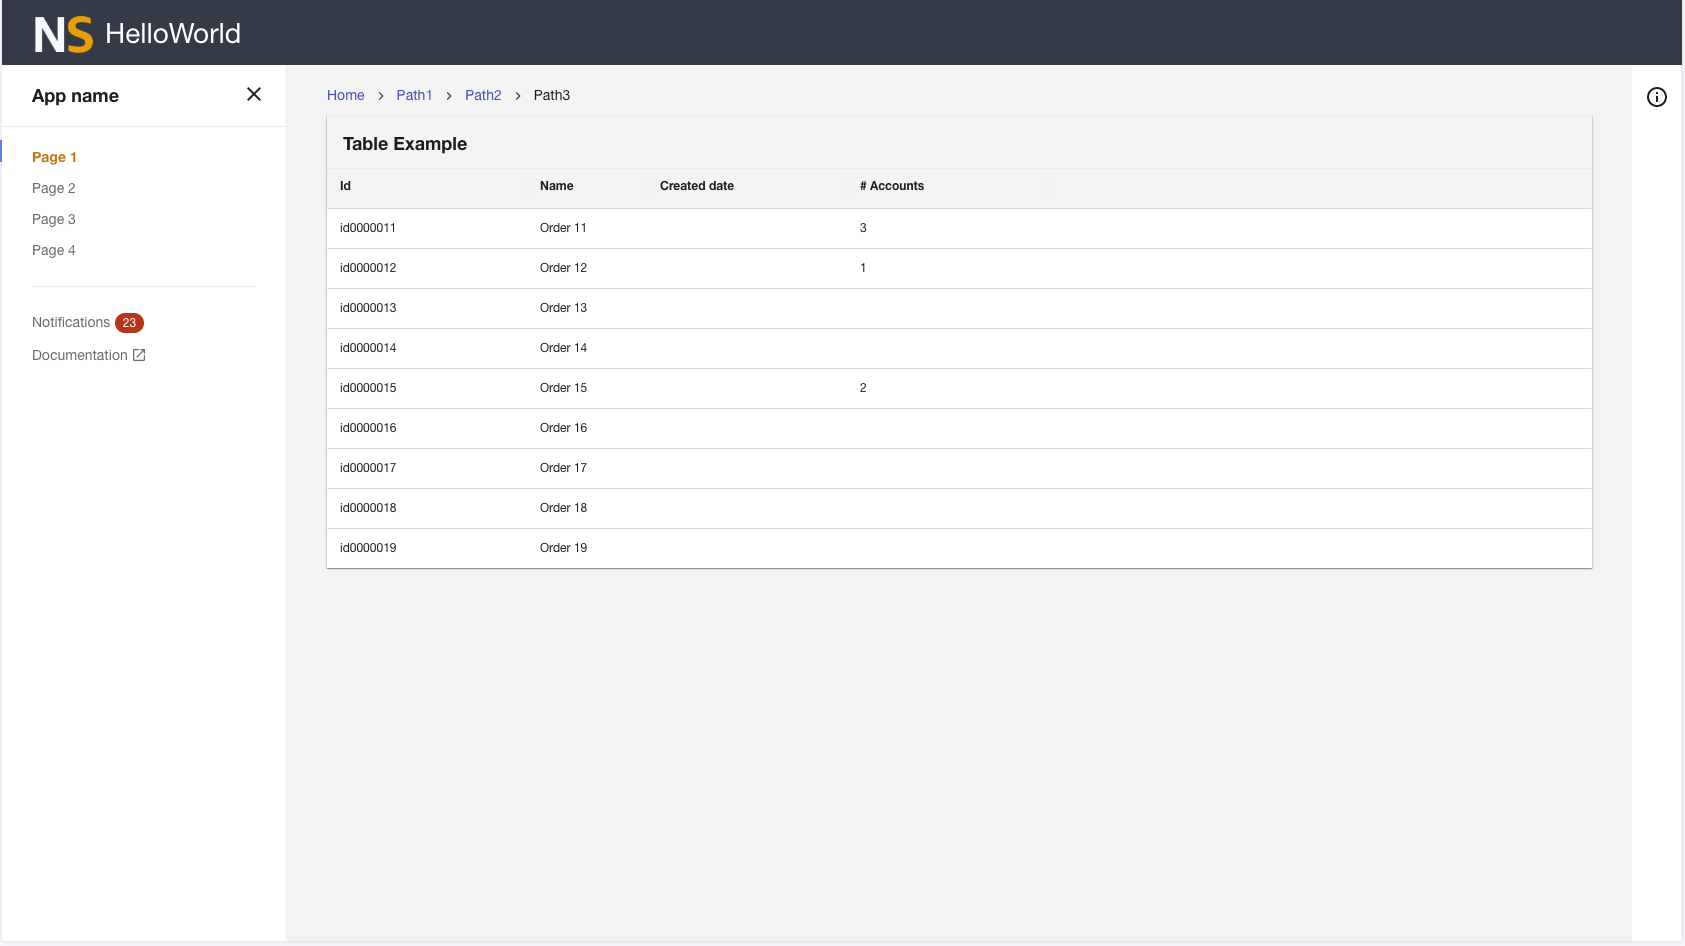 NS HelloWorld
App name
Page 1
Page 2
Page 3
Page 4
Notifications 23
Documentation
Home > Path1 > Path2 > Path3
Table Example
Id Name Created date # Accounts
id0000011 Order 11 3
id0000012 Order 12 1
id0000013 Order 13
id0000014 Order 14
id0000015 Order 15 2
id0000016 Order 16
id0000017 Order 17
id0000018 Order 18
id0000019 Order 19